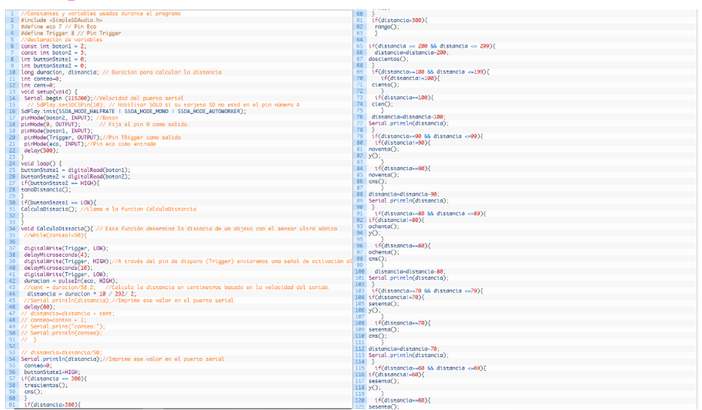 1 //Constantes y variables usadas durante el programa
2 #include <SimpleSDAudio.h>
3 #define eco 7 // Pin Eco
4 #define Trigger 8 // Pin Trigger
5 //declaracion de variables
6 const int boton1 = 2;
7 const int boton2 = 3;
8 int buttonState1 = 0;
9 int buttonState2 = 0;
10 long duracion, distancia; // Duracion para calcular la distancia
11 int conteo=0;
12 int cent=0;
13 void setup(void) {
14 Serial.begin (115200);//Velocidad del puerto serial
15 // SdPlay.setSDCSPin(10); // Habilitar SOLO si su tarjeta SD no está en el pin número 4
16 SdPlay.init(SSDA_MODE_HALFRATE | SSDA_MODE_MONO | SSDA_MODE_AUTOWORKER);
17 pinMode(boton2, INPUT); //Boton
18 pinMode(9, OUTPUT); // Fija el pin 9 como salida.
19 pinMode(boton1, INPUT);
20 pinMode(Trigger, OUTPUT);//Pin TRigger como salida
21 pinMode(eco, INPUT);//Pin eco como entrada
22 delay(500);
23 }
24 void loop() {
25 buttonState1 = digitalRead(boton1);
26 buttonState2 = digitalRead(boton2);
27 if(buttonState2 == HIGH){
28 tonoDistancia();
29 }
30 if(buttonState1 == LOW){
31 CalculoDistacia(); //Llama a la funcion CalculoDistancia
32 }
33 }
34 void CalculoDistacia(){ // Esta función determina la distacia de un objeto con el sensor ultra sónico
35 //while(conteo<50){
36
37 digitalWrite(Trigger, LOW);
38 delayMicroseconds(4);
39 digitalWrite(Trigger, HIGH);//A través del pin de disparo (Trigger) enviaremos una señal de activación al
40 delayMicroseconds(10);
41 digitalWrite(Trigger, LOW);
42 duracion = pulseIn(eco, HIGH);
43 //cent = duracion/58.2; //Calcula la distancia en centimetros basada en la velocidad del sonido
44 distancia = duracion * 10 / 292/ 2;
45 //Serial.println(distancia);//Imprime ese valor en el puerto serial
46 delay(60);
47 // distancia=distancia + cent;
48 // conteo=conteo + 1;
49 // Serial.print("conteo:");
50 // Serial.println(conteo);
51 // }
52
53 // distancia=distancia/50;
54 Serial.println(distancia);//Imprime ese valor en el puerto serial
55 conteo=0;
56 buttonState1=HIGH;
57 if(distancia == 300){
58 trescientos();
59 cms();
60 }
61 if(distancia>300){
60 }
61 if(distancia>300){
62 rango();
63 }
64
65 if(distancia >= 200 && distancia <= 299){
66 distancia=distancia-200;
67 doscientos();
68 }
69 if(distancia>=100 && distancia <=199){
70 if(distancia!=100){
71 ciento();
72 }
73 if(distancia==100){
74 cien();
75 }
76 distancia=distancia-100;
77 Serial.println(distancia);
78 }
79 if(distancia>=90 && distancia <=99){
80 if(distancia!=90){
81 noventa();
82 y();
83 }
84 if(distancia==90){
85 noventa();
86 cms();
87 }
88 distancia=distancia-90;
89 Serial.println(distancia);
90 }
91 if(distancia>=80 && distancia <=89){
92 if(distancia!=80){
93 ochenta();
94 y();
95 }
96 if(distancia==80){
97 ochenta();
98 cms();
99 }
100 distancia=distancia-80;
101 Serial.println(distancia);
102 }
103 if(distancia>=70 && distancia <=79){
104 if(distancia!=70){
105 setenta();
106 y();
107 }
108 if(distancia==70){
109 setenta();
110 cms();
111 }
112 distancia=distancia-70;
113 Serial.println(distancia);
114 }
115 if(distancia>=60 && distancia <=69){
116 if(distancia!=60){
117 sesenta();
118 y();
119 }
120 if(distancia==60){
121 sesenta();